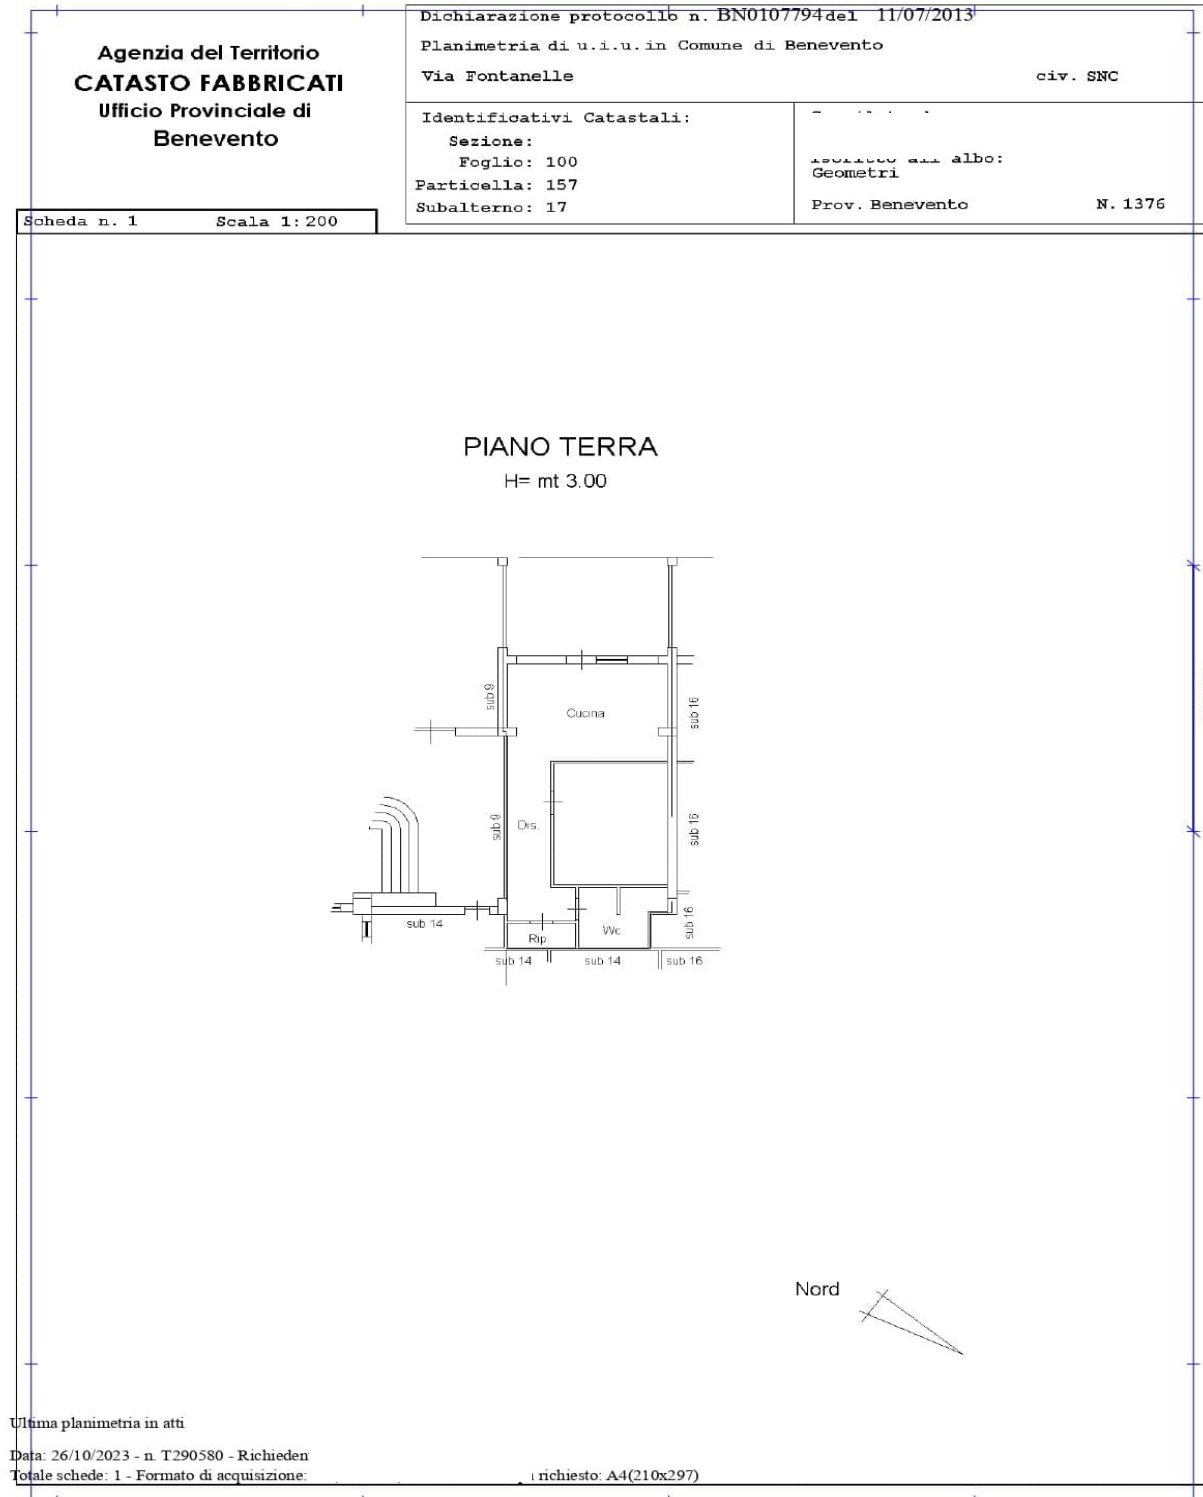 Agenzia del Territorio
CATASTO FABBRICATI
Ufficio Provinciale di
Benevento
Scheda n. 1 Scala 1:200
Dichiarazione protocollo n. BN0107794 del 11/07/2013
Planimetria di u.i.u. in Comune di Benevento
Via Fontanelle civ. SNC
Identificativi Catastali:
Sezione:
Foglio: 100
Particella: 157
Subalterno: 17
albo:
Geometri
Prov. Benevento N. 1376
PIANO TERRA
H= mt 3.00
sub 9
Cucina
sub 16
sub 9
Dis.
sub 16
sub 14
Rip.
Wc
sub 16
sub 14
sub 14
sub 16
Nord
Ultima planimetria in atti
Data: 26/10/2023 - n. T290580 - Richieden
Totale schede: 1 - Formato di acquisizione: richiesto: A4(210x297)